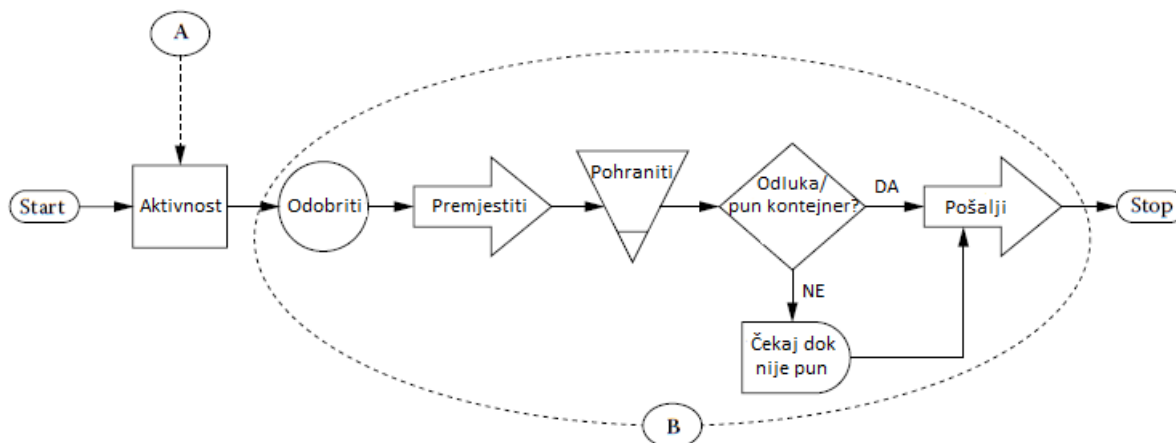 A
Start
Aktivnost
Odobriti
Premjestiti
Pohraniti
Odluka/
pun kontejner?
DA
Pošalji
Stop
NE
Čekaj dok
nije pun
B